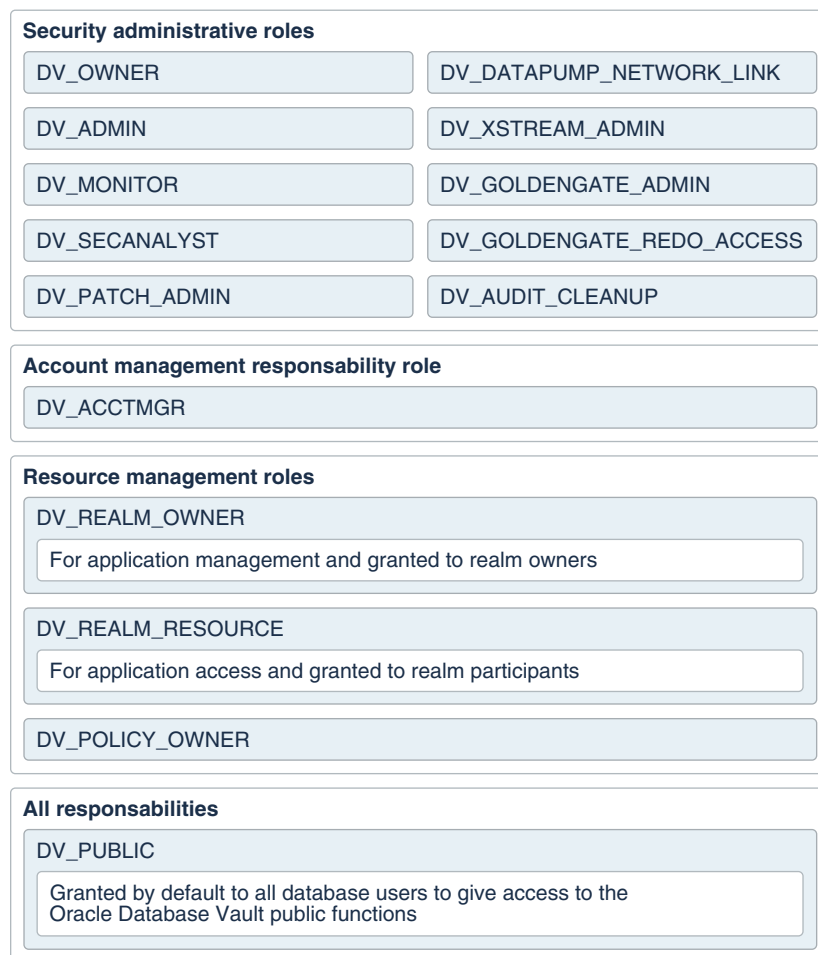 Security administrative roles
DV_OWNER
DV_DATAPUMP_NETWORK_LINK
DV_ADMIN
DV_XSTREAM_ADMIN
DV_MONITOR
DV_GOLDENGATE_ADMIN
DV_SECANALYST
DV_GOLDENGATE_REDO_ACCESS
DV_PATCH_ADMIN
DV_AUDIT_CLEANUP
Account management responsability role
DV_ACCTMGR
Resource management roles
DV_REALM_OWNER
For application management and granted to realm owners
DV_REALM_RESOURCE
For application access and granted to realm participants
DV_POLICY_OWNER
All responsabilities
DV_PUBLIC
Granted by default to all database users to give access to the
Oracle Database Vault public functions